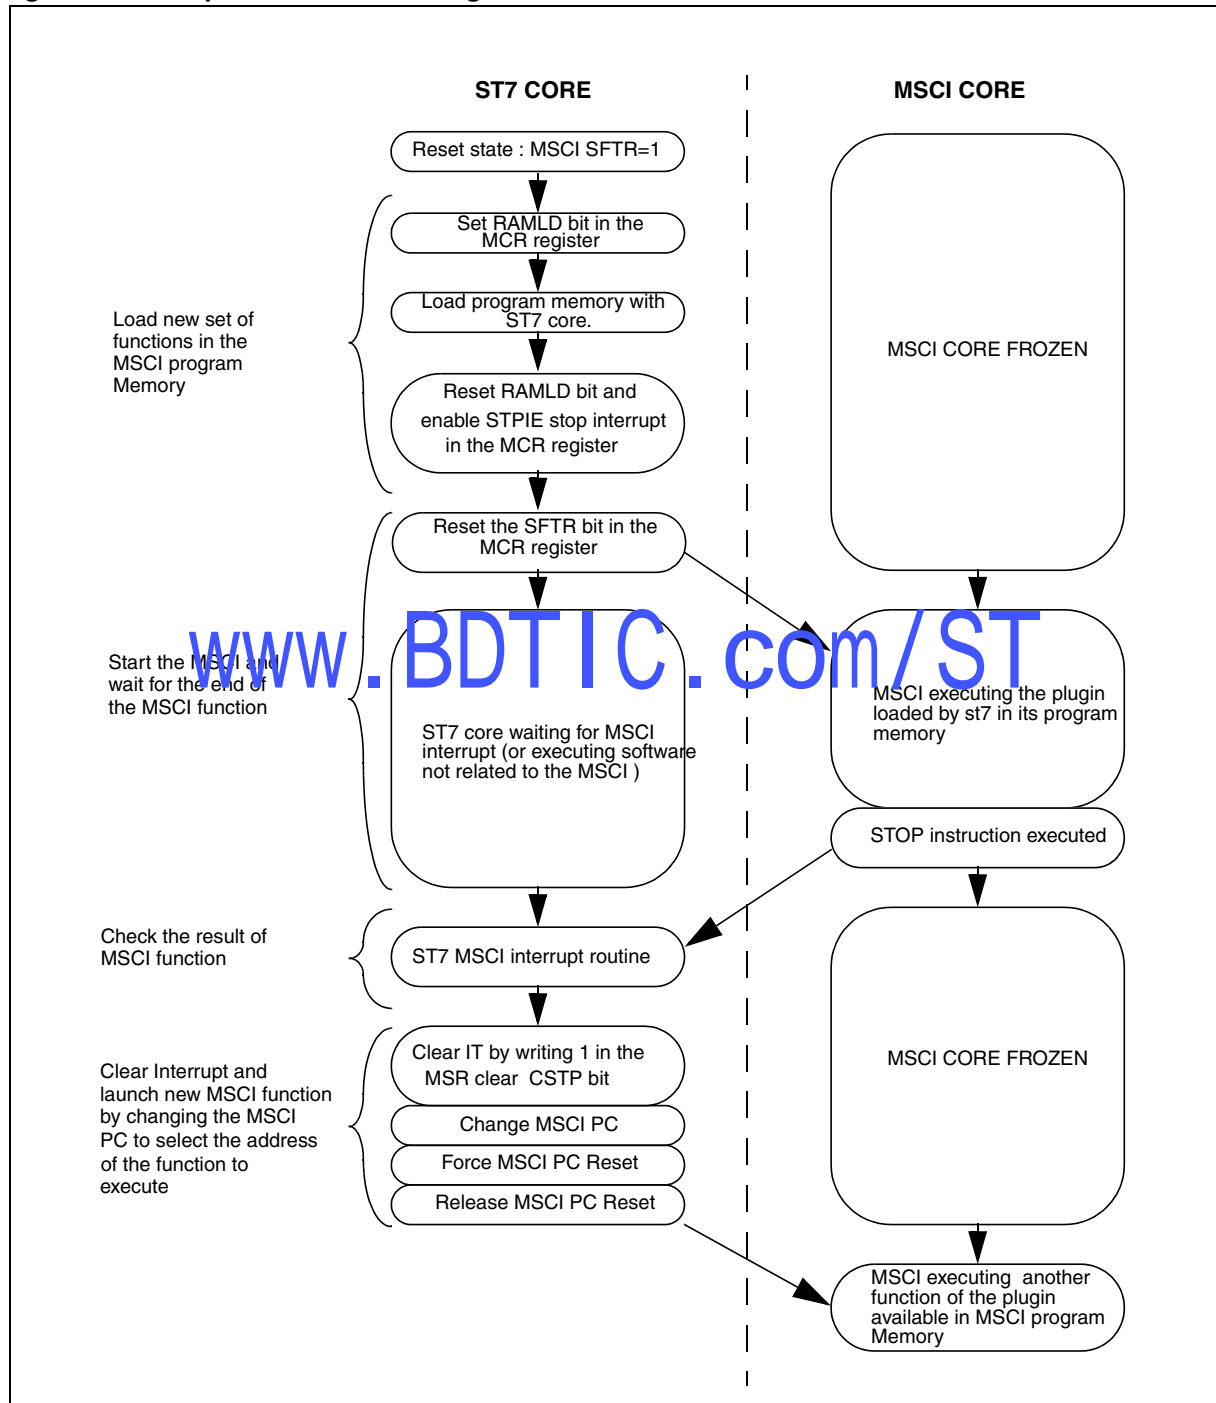 ST7 CORE
MSCI CORE
Reset state : MSCI SFTR=1
Set RAMLD bit in the
MCR register
Load program memory with
ST7 core.
Reset RAMLD bit and
enable STPIE stop interrupt
in the MCR register
Load new set of
functions in the
MSCI program
Memory
MSCI CORE FROZEN
Reset the SFTR bit in the
MCR register
www.BDTIC.com/ST
Start the MSCI and
wait for the end of
the MSCI function
ST7 core waiting for MSCI
interrupt (or executing software
not related to the MSCI )
MSCI executing the plugin
loaded by st7 in its program
memory
STOP instruction executed
Check the result of
MSCI function
ST7 MSCI interrupt routine
Clear Interrupt and
launch new MSCI function
by changing the MSCI
PC to select the address
of the function to
execute
Clear IT by writing 1 in the
MSR clear CSTP bit
Change MSCI PC
Force MSCI PC Reset
Release MSCI PC Reset
MSCI CORE FROZEN
MSCI executing another
function of the plugin
available in MSCI program
Memory